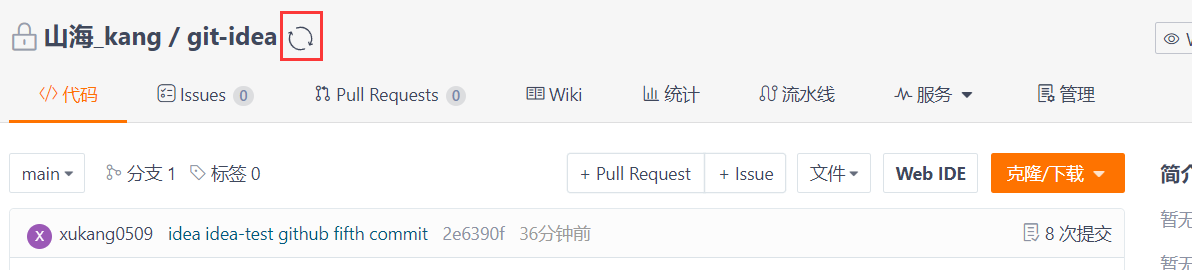 山海_kang / git-idea
代码 Issues 0 Pull Requests 0 Wiki 统计 流水线 服务 管理
main 分支 1 标签 0 + Pull Request + Issue 文件 Web IDE 克隆/下载
X xukang0509 idea idea-test github fifth commit 2e6390f 36分钟前 8 次提交
暂无